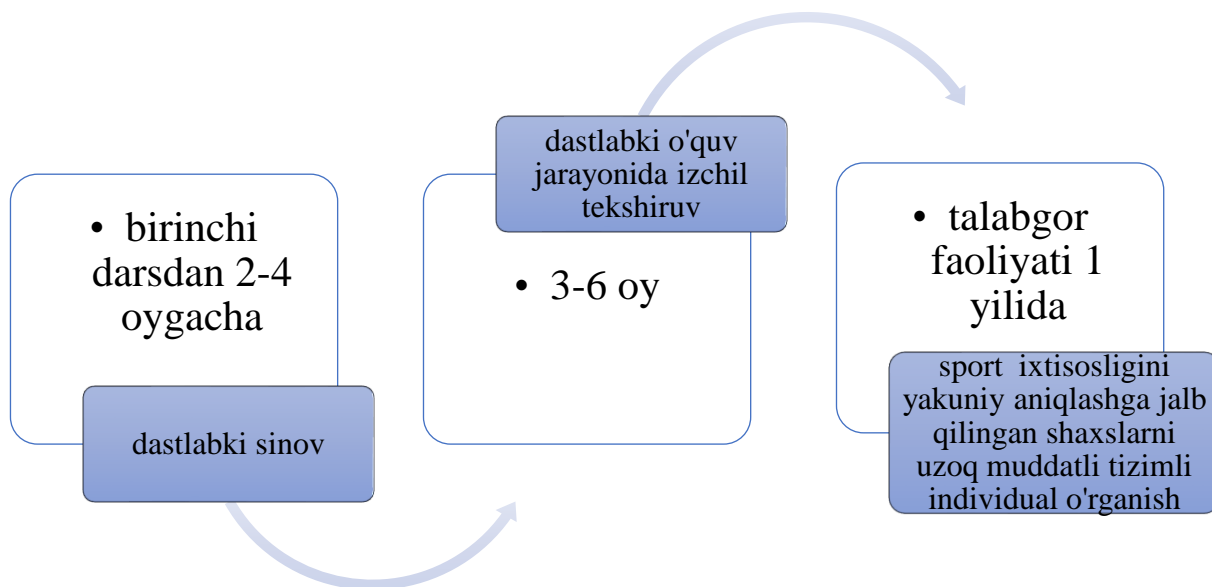 • birinchi
darsdan 2-4
oygacha
dastlabki sinov
dastlabki o'quv
jarayonida izchil
tekshiruv
• 3-6 oy
• talabgor
faoliyati 1
yilida
sport ixtisosligini
yakuniy aniqlashga jalb
qilingan shaxslarni
uzoq muddatli tizimli
individual o'rganish